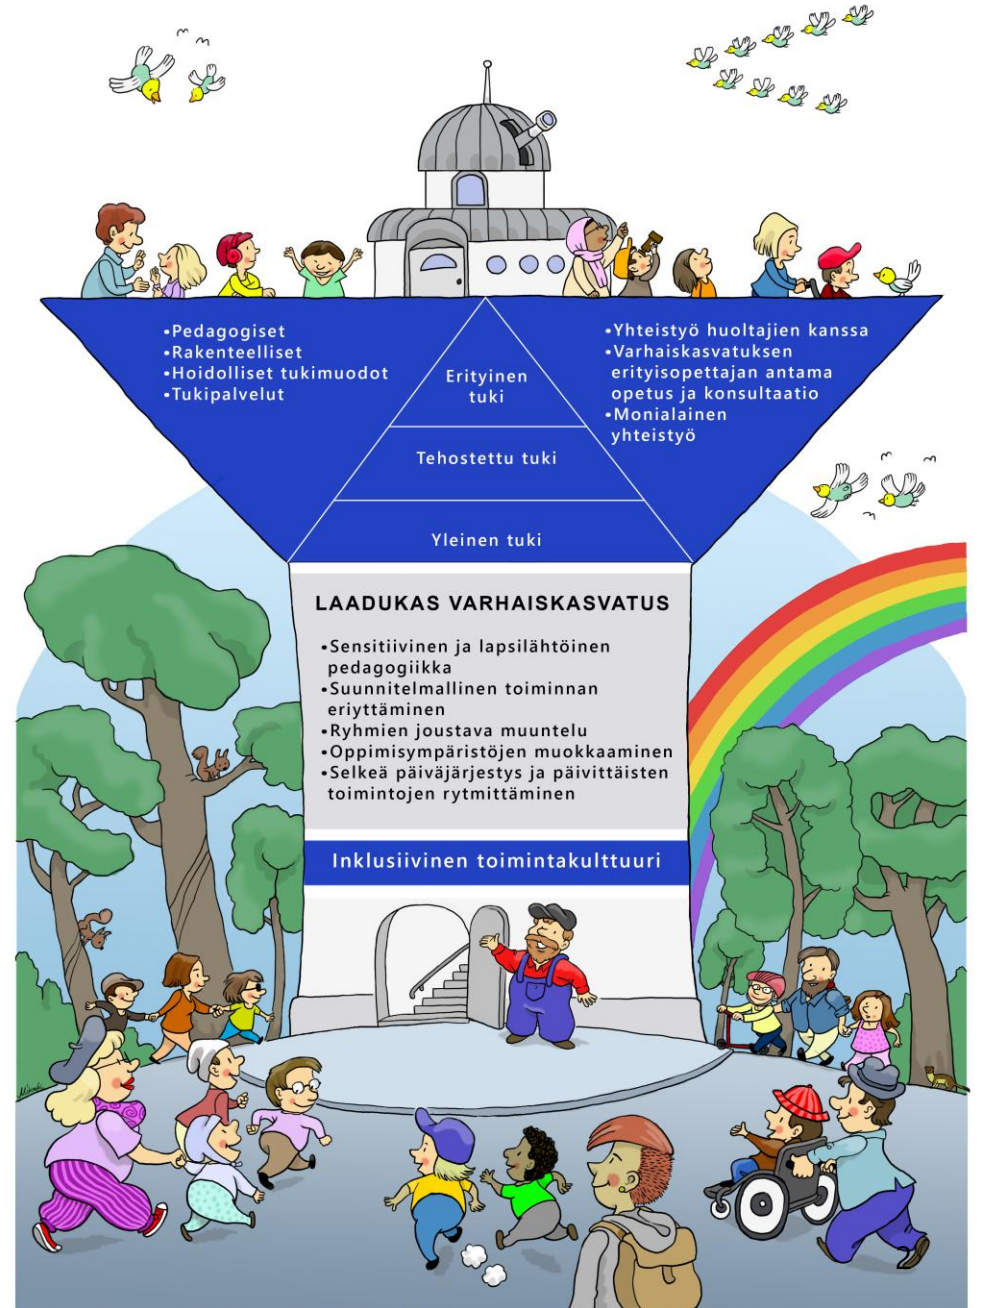 •Pedagogiset
•Rakenteelliset
•Hoidolliset tukimuodot
•Tukipalvelut
Erityinen
tuki
Tehostettu tuki
Yleinen tuki
•Yhteistyö huoltajien kanssa
•Varhaiskasvatuksen
erityisopettajan antama
opetus ja konsultaatio
•Monialainen
yhteistyö
LAADUKAS VARHAISKASVATUS
•Sensitiivinen ja lapsilähtöinen
pedagogiikka
•Suunnitelmallinen toiminnan
eriyttäminen
•Ryhmien joustava muuntelu
•Oppimisympäristöjen muokkaaminen
•Selkeä päiväjärjestys ja päivittäisten
toimintojen rytmittäminen
Inklusiivinen toimintakulttuuri